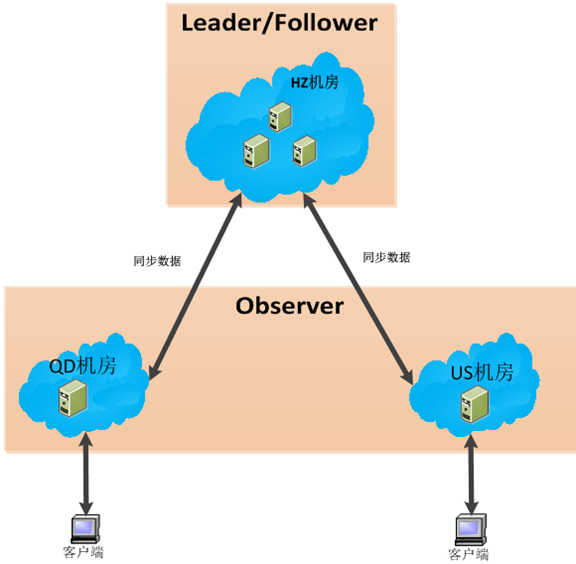 Leader/Follower
HZ机房
同步数据
同步数据
Observer
QD机房
US机房
客户端
客户端